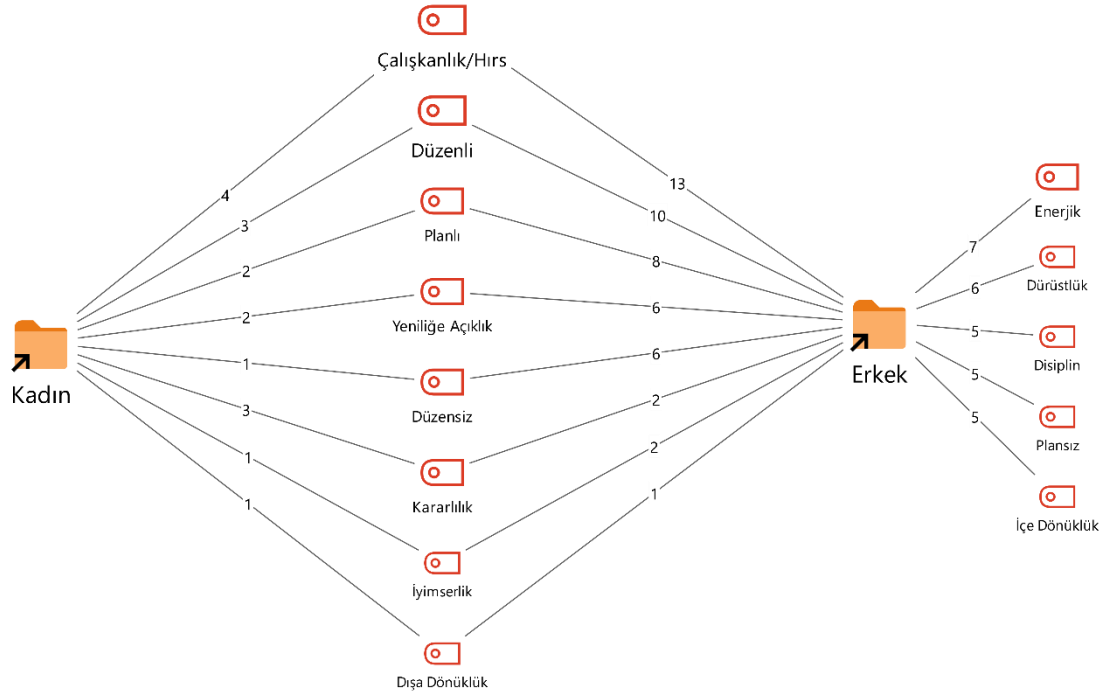 Çalışkanlık/Hırs
Düzenli
4
13
Enerjik
3
10
Planlı
7
2
8
Dürüstlük
6
Yeniliğe Açıklık
2
6
Kadın
Erkek
5
Disiplin
1
6
Düzensiz
5
Plansız
3
2
Kararlılık
5
İçe Dönüklük
1
2
İyimserlik
1
1
Dışa Dönüklük